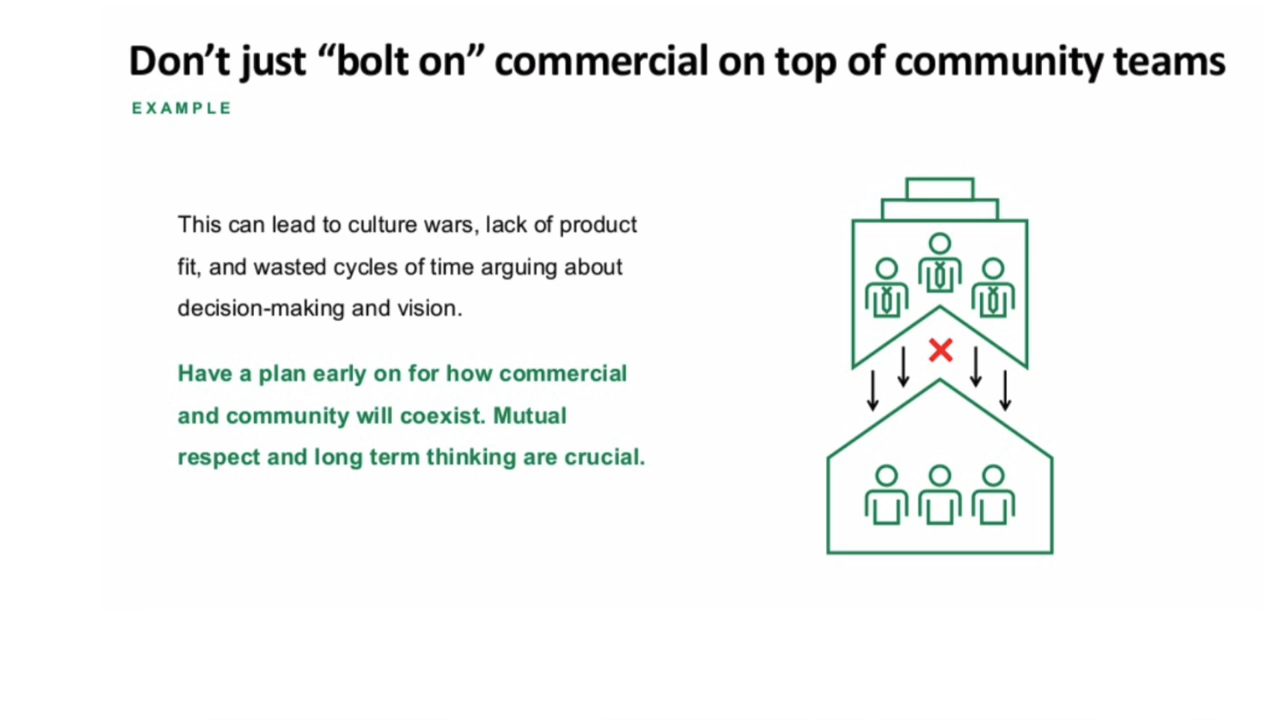 Don’t just “bolt on” commercial on top of community teams
EXAMPLE
This can lead to culture wars, lack of product
fit, and wasted cycles of time arguing about
decision-making and vision.
Have a plan early on for how commercial
and community will coexist. Mutual
respect and long term thinking are crucial.